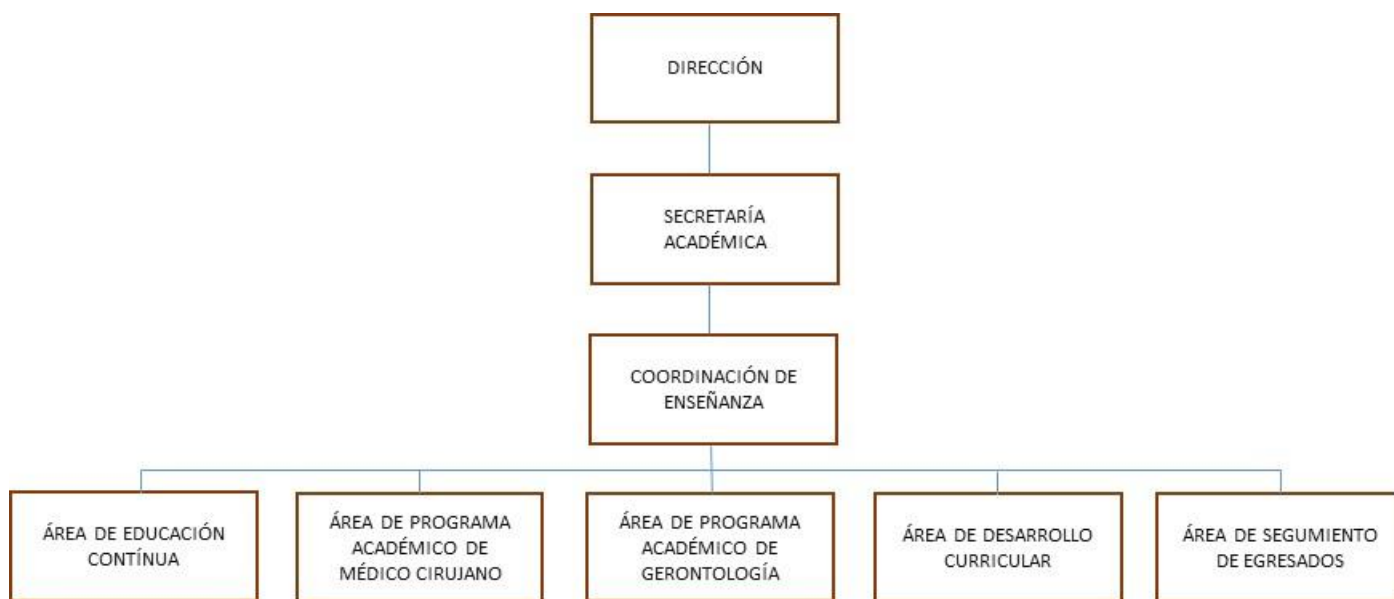 DIRECCIÓN
SECRETARÍA
ACADÉMICA
COORDINACIÓN DE
ENSEÑANZA
ÁREA DE EDUCACIÓN
CONTÍNUA
ÁREA DE PROGRAMA
ACADÉMICO DE
MÉDICO CIRUJANO
ÁREA DE PROGRAMA
ACADÉMICO DE
GERONTOLOGÍA
ÁREA DE DESARROLLO
CURRICULAR
ÁREA DE SEGUMIENTO
DE EGRESADOS